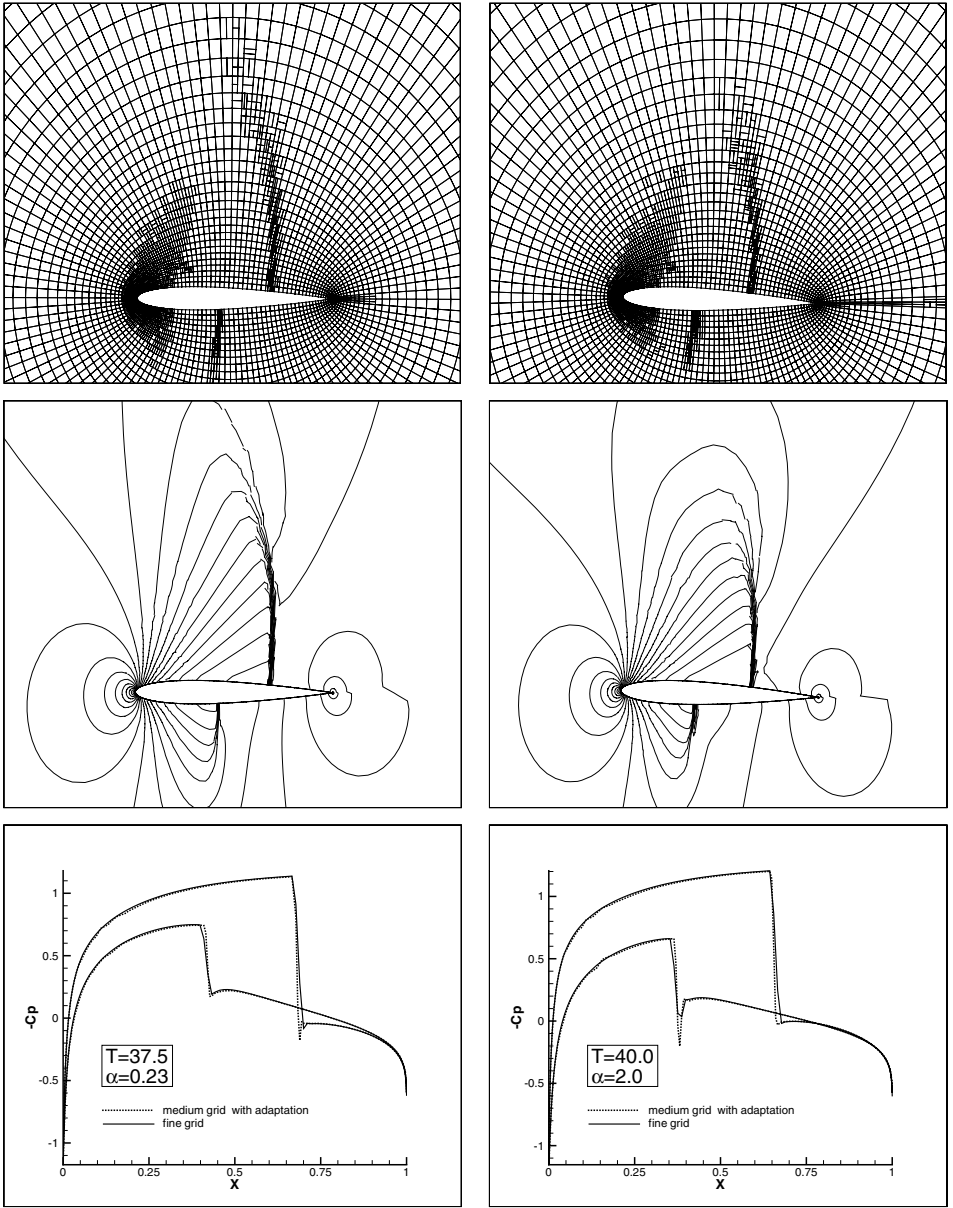 1
0.5
0
-0.5
-1
-Cp
T=37.5
α=0.23
medium grid with adaptation
fine grid
0 0.25 0.5 0.75 1
X
1
0.5
0
-0.5
-1
-Cp
T=40.0
α=2.0
medium grid with adaptation
fine grid
0 0.25 0.5 0.75 1
X